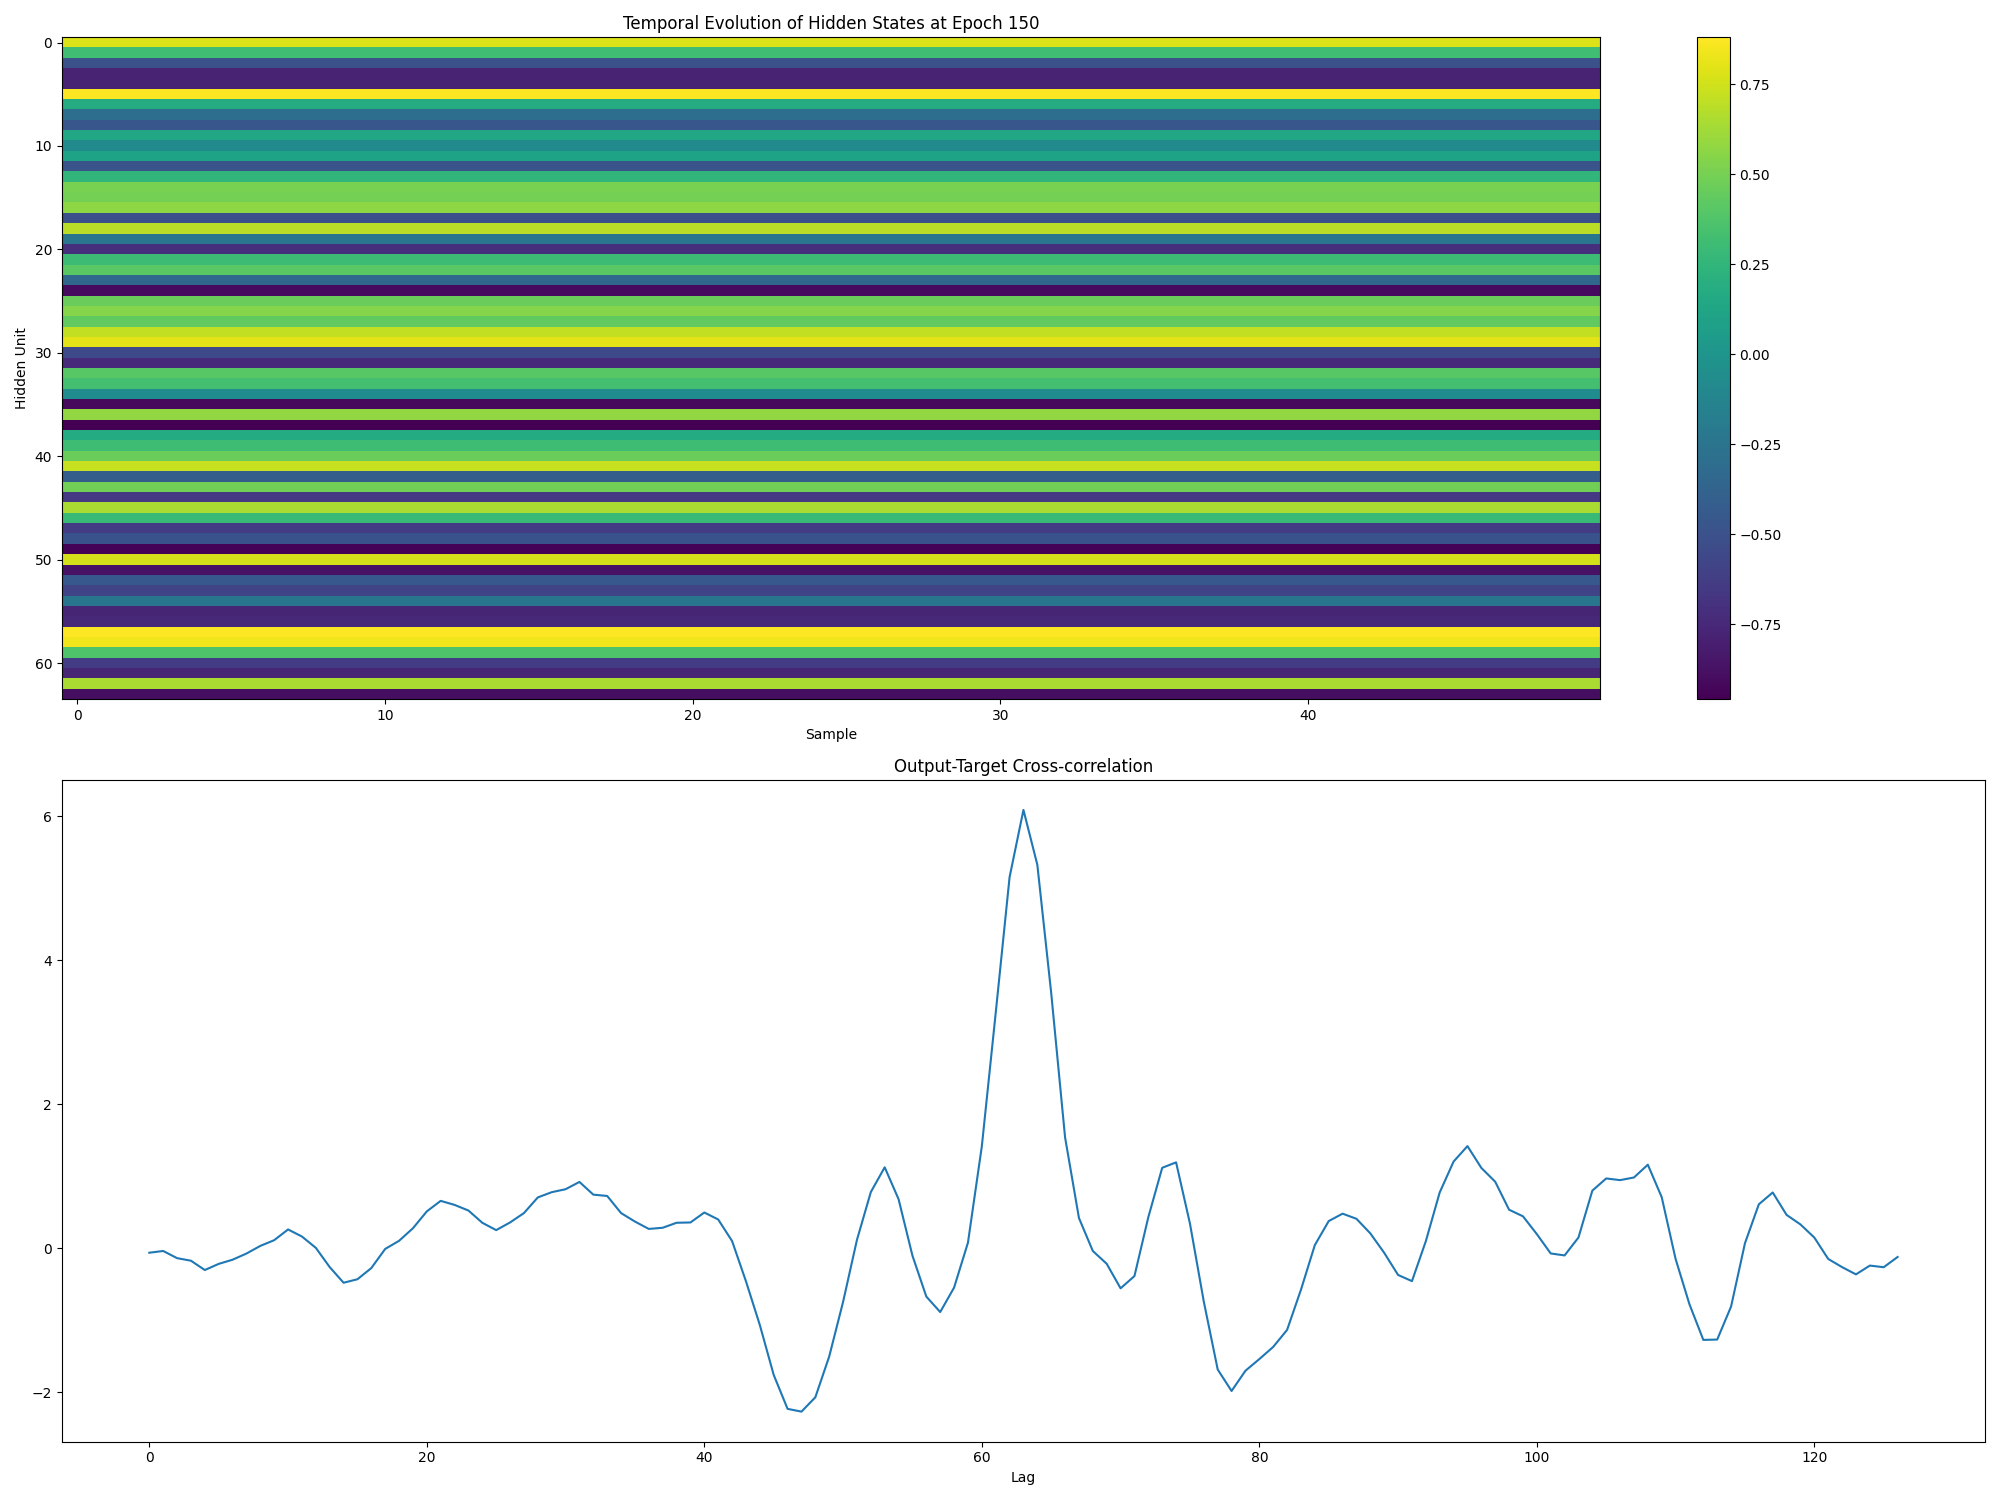 Temporal Evolution of Hidden States at Epoch 150
0
10
20
30
40
50
60
Hidden Unit
0 10 20 30 40
Sample
0.75
0.50
0.25
0.00
−0.25
−0.50
−0.75
Output-Target Cross-correlation
6
4
2
0
−2
0 20 40 60 80 100 120
Lag